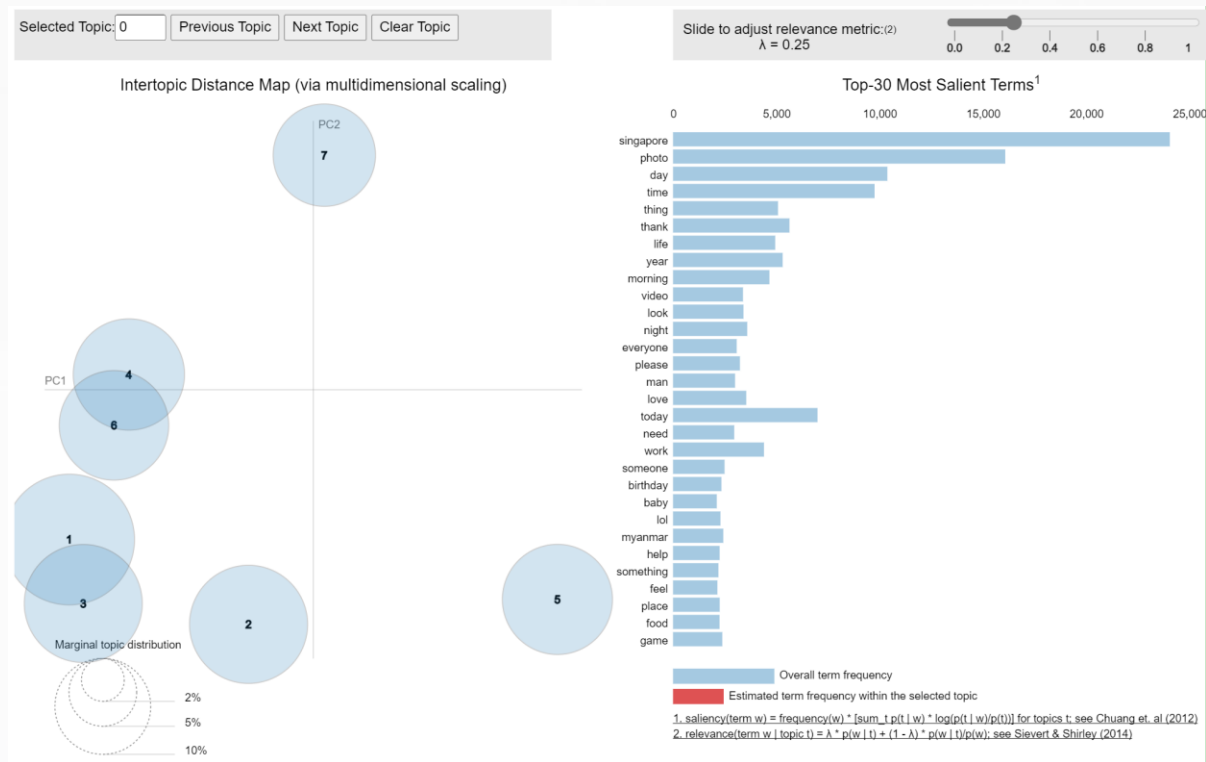 Selected Topic: 0 Previous Topic Next Topic Clear Topic
Slide to adjust relevance metric:(2)
λ = 0.25
0.0 0.2 0.4 0.6 0.8 1
Intertopic Distance Map (via multidimensional scaling)
PC2
7
4
PC1
6
1
3
2
5
Marginal topic distribution
2%
5%
10%
Top-30 Most Salient Terms1
0 5,000 10,000 15,000 20,000 25,000
singapore
photo
day
time
thing
thank
life
year
morning
video
look
night
everyone
please
man
love
today
need
work
someone
birthday
baby
lol
myanmar
help
something
feel
place
food
game
Overall term frequency
Estimated term frequency within the selected topic
1. saliency(term w) = frequency(w) * [sum_t p(t | w) * log(p(t | w)/p(t))] for topics t; see Chuang et. al (2012)
2. relevance(term w | topic t) = λ * p(w | t) + (1 - λ) * p(w | t)/p(w); see Sievert & Shirley (2014)